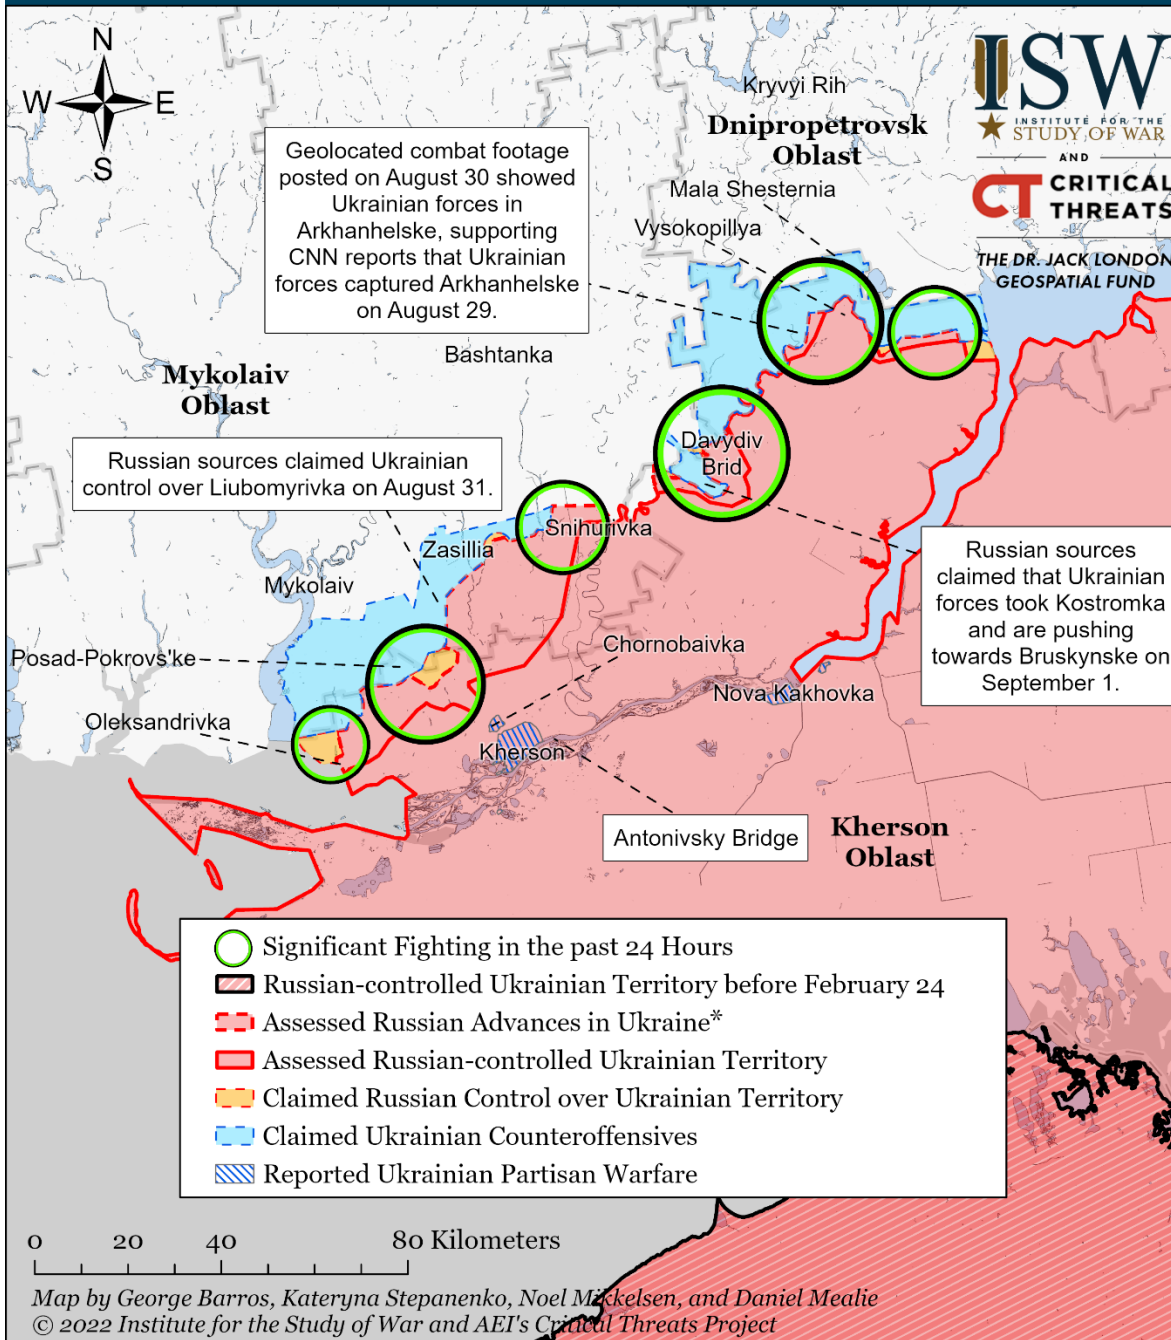 N
W
E
S
Kryvyi Rih
Dnipropetrovsk
Oblast
ISW
INSTITUTE FOR THE
STUDY OF WAR
AND
CT CRITICAL
THREATS
THE DR. JACK LONDON
GEOSPATIAL FUND
Geolocated combat footage
posted on August 30 showed
Ukrainian forces in
Arkhanhelske, supporting
CNN reports that Ukrainian
forces captured Arkhanhelske
on August 29.
Mala Shesternia
Vysokopillya
Bashtanka
Mykolaiv
Oblast
Russian sources claimed Ukrainian
control over Liubomyrivka on August 31.
Davydiv
Brid
Snihurivka
Zasillia
Mykolaiv
Russian sources
claimed that Ukrainian
forces took Kostromka
and are pushing
towards Bruskynske on
September 1.
Chornobaivka
Posad-Pokrovs'ke
Nova Kakhovka
Oleksandrivka
Kherson
Antonivsky Bridge
Kherson
Oblast
Significant Fighting in the past 24 Hours
Russian-controlled Ukrainian Territory before February 24
Assessed Russian Advances in Ukraine*
Assessed Russian-controlled Ukrainian Territory
Claimed Russian Control over Ukrainian Territory
Claimed Ukrainian Counteroffensives
Reported Ukrainian Partisan Warfare
0 20 40 80 Kilometers
Map by George Barros, Kateryna Stepanenko, Noel Mikkelsen, and Daniel Mealie
© 2022 Institute for the Study of War and AEI's Critical Threats Project